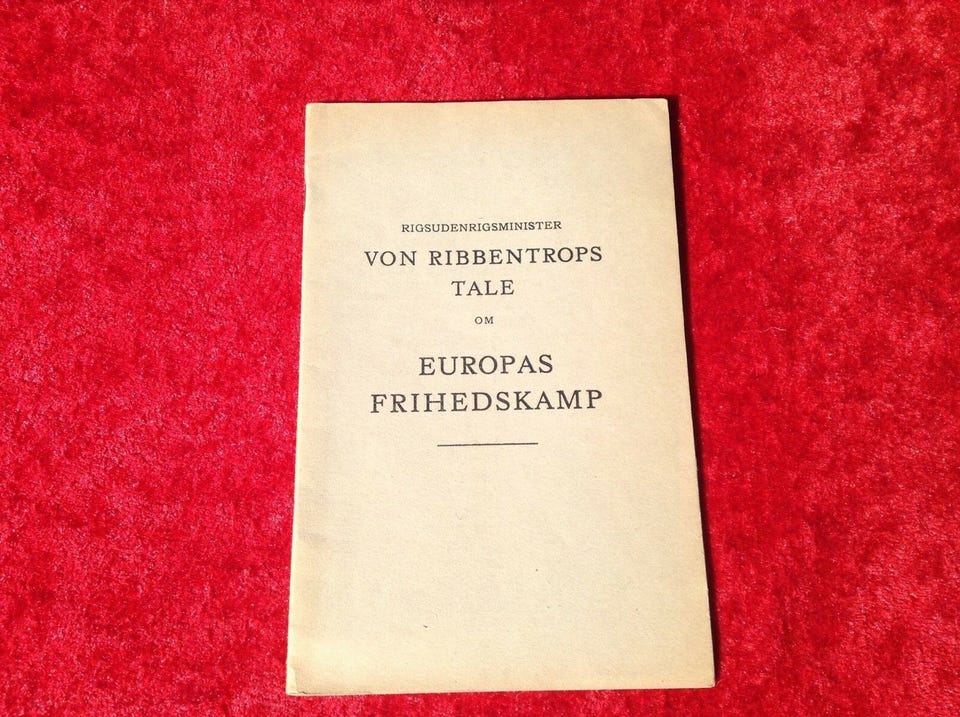 RIGSUDENRIGSMINISTER
VON RIBBENTROPS
TALE
OM
EUROPAS
FRIHEDSKAMP